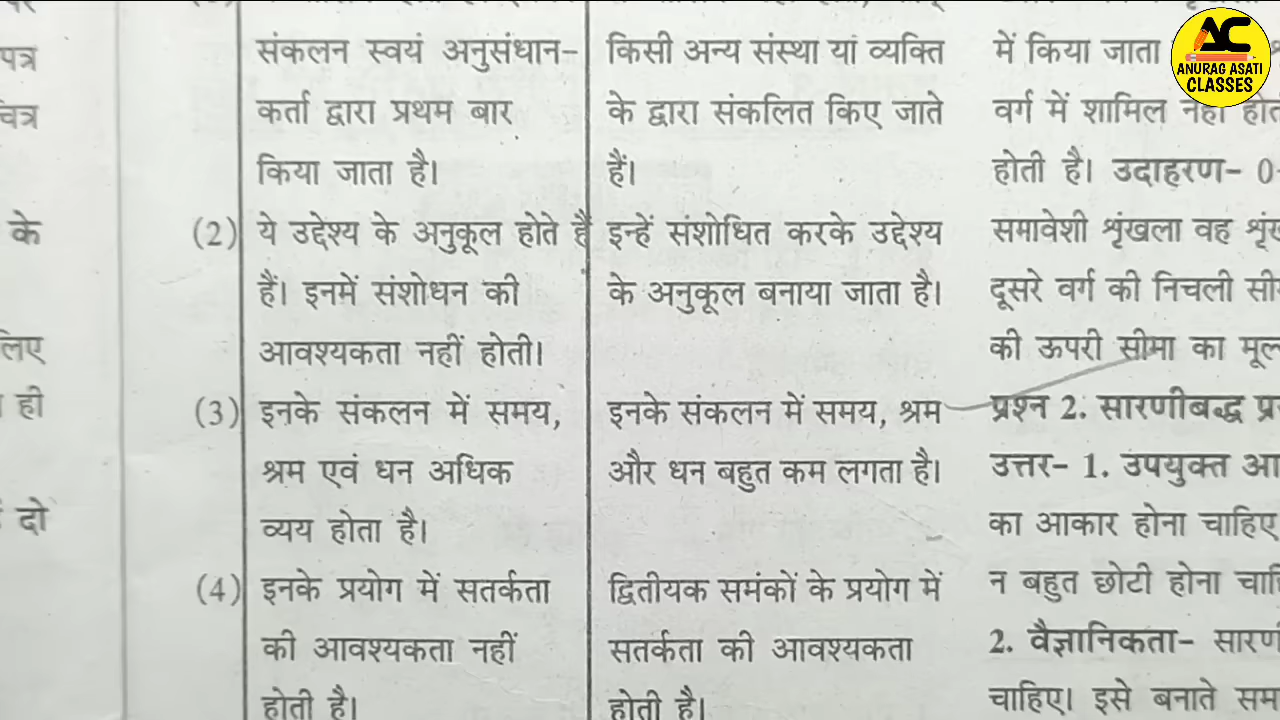 पत्र
चित्र
के
लिए
ही
दो
संकलन स्वयं अनुसंधान-
कर्ता द्वारा प्रथम बार
किया जाता है।
(2) ये उद्देश्य के अनुकूल होते हैं
हैं। इनमें संशोधन की
आवश्यकता नहीं होती।
(3) इनके संकलन में समय,
श्रम एवं धन अधिक
व्यय होता है।
(4) इनके प्रयोग में सतर्कता
की आवश्यकता नहीं
होती है।
किसी अन्य संस्था या व्यक्ति
के द्वारा संकलित किए जाते
हैं।
इन्हें संशोधित करके उद्देश्य
के अनुकूल बनाया जाता है।
इनके संकलन में समय, श्रम
और धन बहुत कम लगता है।
द्वितीयक समंकों के प्रयोग में
सतर्कता की आवश्यकता
होती है।
में किया जाता
वर्ग में शामिल नहीं
होती है। उदाहरण- 0
समावेशी शृंखला वह
दूसरे वर्ग की निचली
की ऊपरी सीमा का
प्रश्न 2. सारणीबद्ध
उत्तर- 1. उपयुक्त
का आकार होना चाहिए
न बहुत छोटी होना
2. वैज्ञानिकता-
चाहिए। इसे बनाते
AC
ANURAG ASATI
CLASSES